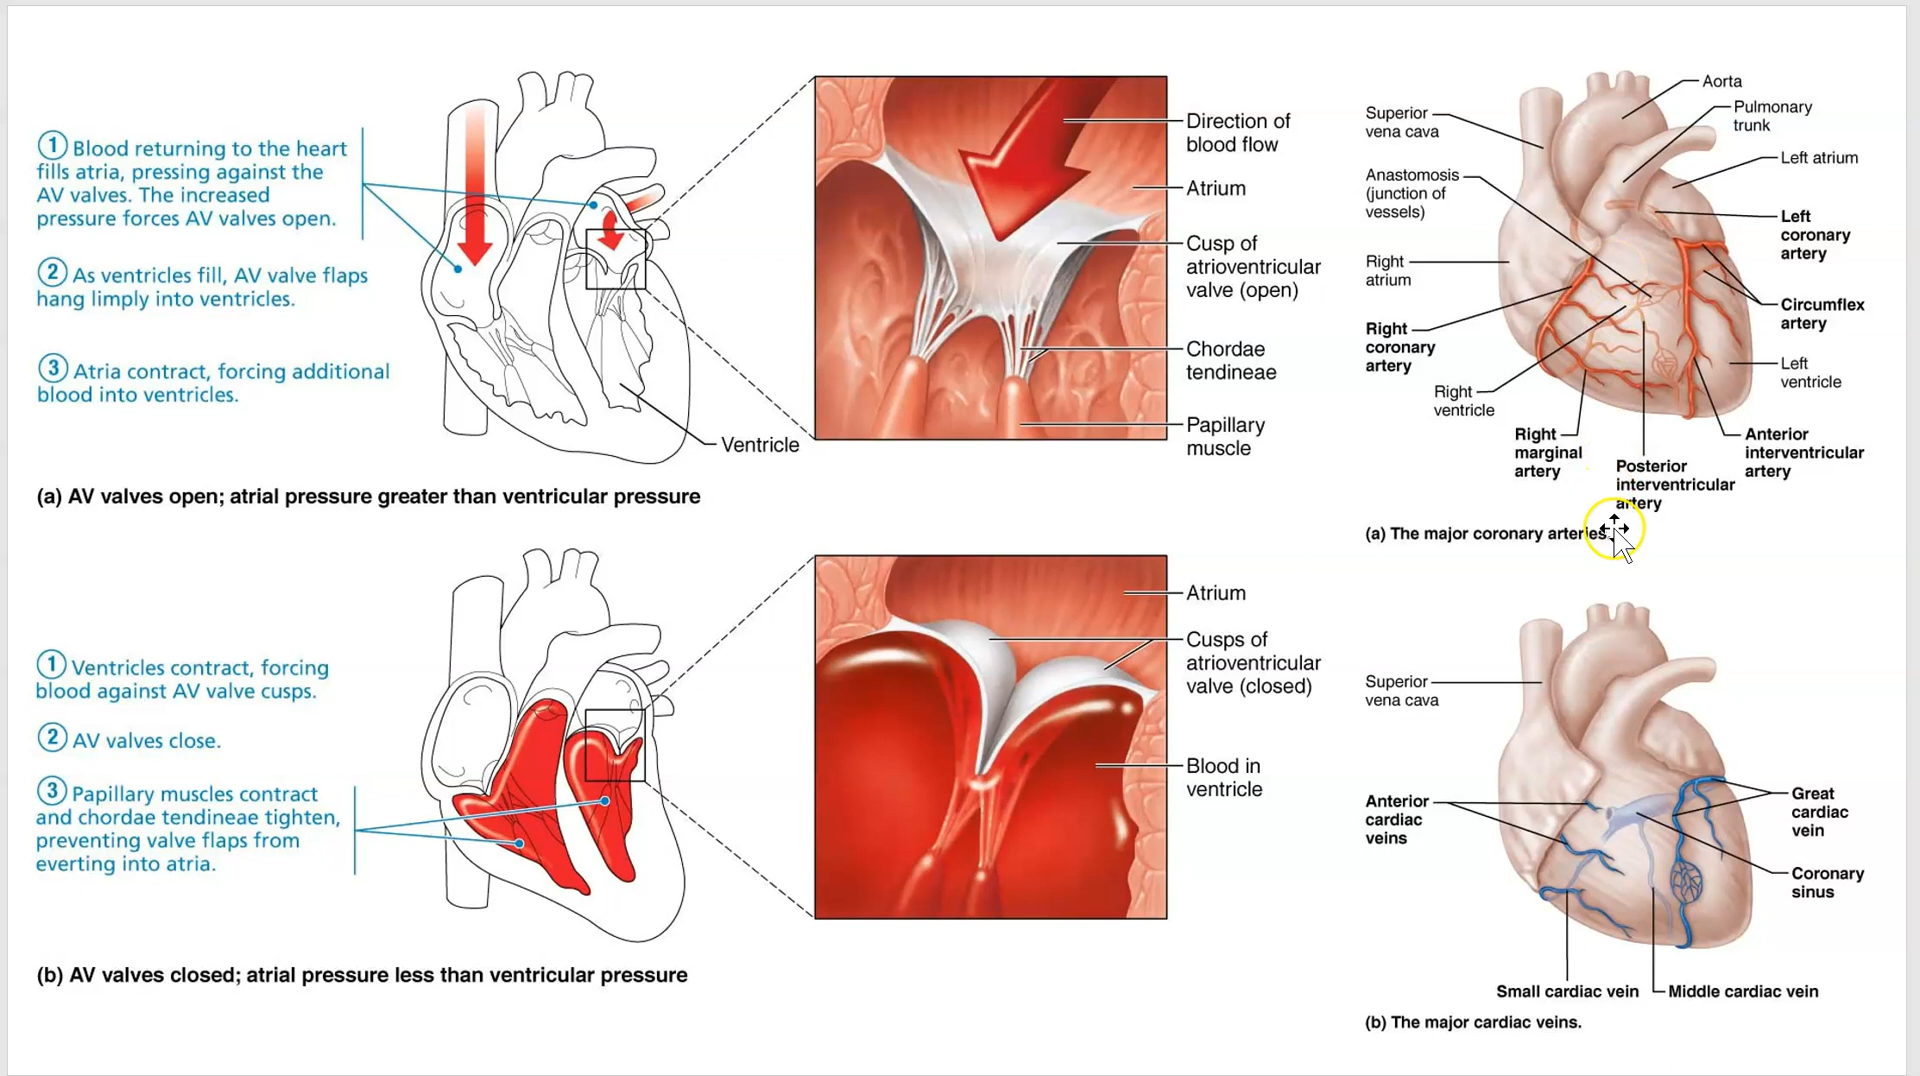 ① Blood returning to the heart
fills atria, pressing against the
AV valves. The increased
pressure forces AV valves open.
② As ventricles fill, AV valve flaps
hang limply into ventricles.
③ Atria contract, forcing additional
blood into ventricles.
Ventricle
Direction of
blood flow
Atrium
Cusp of
atrioventricular
valve (open)
Chordae
tendineae
Papillary
muscle
(a) AV valves open; atrial pressure greater than ventricular pressure
① Ventricles contract, forcing
blood against AV valve cusps.
② AV valves close.
③ Papillary muscles contract
and chordae tendineae tighten,
preventing valve flaps from
everting into atria.
Atrium
Cusps of
atrioventricular
valve (closed)
Blood in
ventricle
(b) AV valves closed; atrial pressure less than ventricular pressure
Aorta
Pulmonary
trunk
Superior
vena cava
Left atrium
Anastomosis
(junction of
vessels)
Left
coronary
artery
Right
atrium
Circumflex
artery
Right
coronary
artery
Left
ventricle
Right
ventricle
Right
marginal
artery
Posterior
interventricular
artery
Anterior
interventricular
artery
(a) The major coronary arteries
Superior
vena cava
Anterior
cardiac
veins
Great
cardiac
vein
Coronary
sinus
Small cardiac vein
Middle cardiac vein
(b) The major cardiac veins.